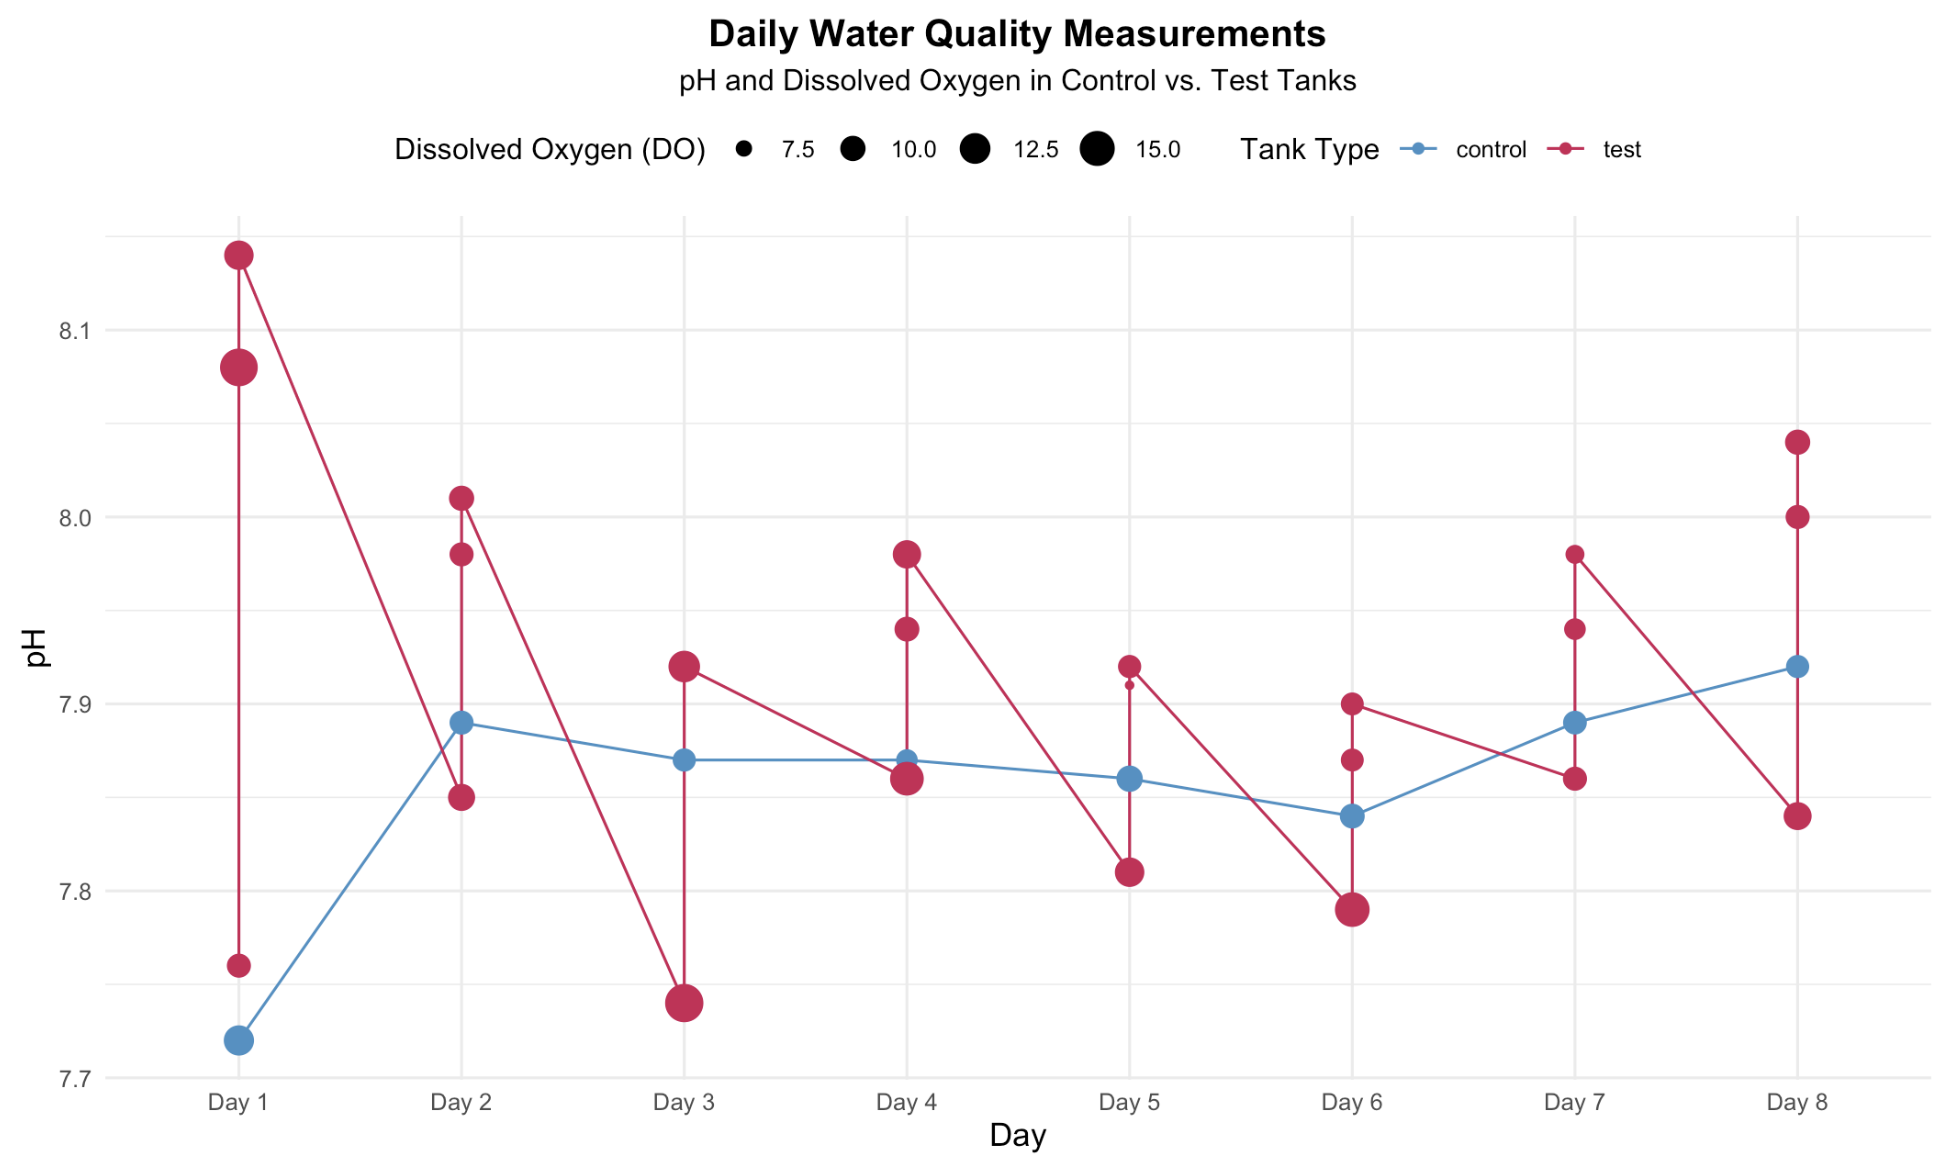 Daily Water Quality Measurements
pH and Dissolved Oxygen in Control vs. Test Tanks
Dissolved Oxygen (DO) 7.5 10.0 12.5 15.0 Tank Type control test
8.1
8.0
7.9
7.8
7.7
pH
Day 1 Day 2 Day 3 Day 4 Day 5 Day 6 Day 7 Day 8
Day